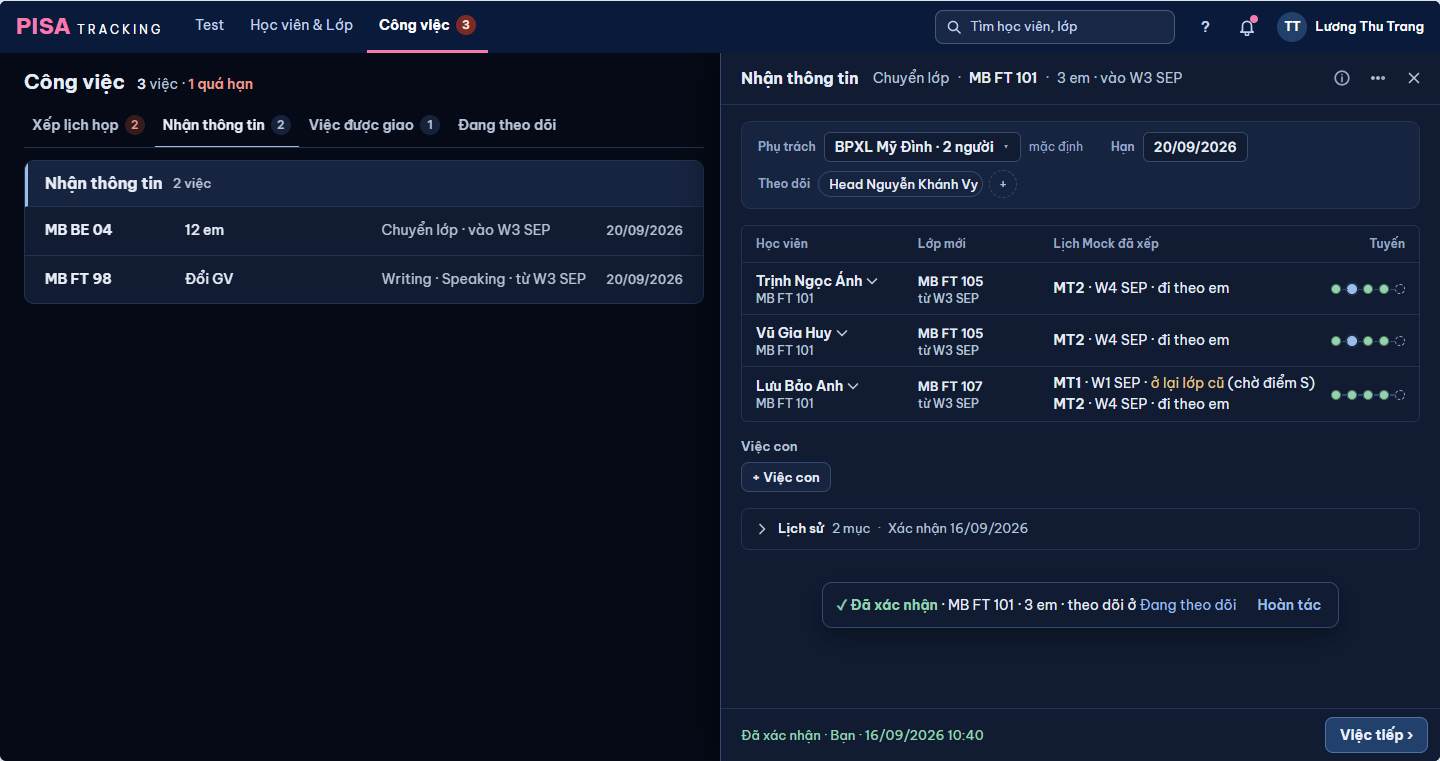 PISA TRACKING
Test
Học viên & Lớp
Công việc 3
Tìm học viên, lớp
?
TT
Lương Thu Trang
Công việc 3 việc · 1 quá hạn
Xếp lịch họp 2
Nhận thông tin 2
Việc được giao 1
Đang theo dõi
Nhận thông tin 2 việc
MB BE 04 12 em Chuyển lớp · vào W3 SEP 20/09/2026
MB FT 98 Đổi GV Writing · Speaking · từ W3 SEP 20/09/2026
Nhận thông tin Chuyển lớp · MB FT 101 · 3 em · vào W3 SEP
Phụ trách BPXL Mỹ Đình · 2 người mặc định Hạn 20/09/2026
Theo dõi Head Nguyễn Khánh Vy +
Học viên Lớp mới Lịch Mock đã xếp Tuyến
Trịnh Ngọc Ánh MB FT 105 MT2 · W4 SEP · đi theo em
MB FT 101 từ W3 SEP
Vũ Gia Huy MB FT 105 MT2 · W4 SEP · đi theo em
MB FT 101 từ W3 SEP
Lưu Bảo Anh MB FT 107 MT1 · W1 SEP · ở lại lớp cũ (chờ điểm S)
MB FT 101 từ W3 SEP MT2 · W4 SEP · đi theo em
Việc con
+ Việc con
Lịch sử 2 mục · Xác nhận 16/09/2026
✓ Đã xác nhận · MB FT 101 · 3 em · theo dõi ở Đang theo dõi Hoàn tác
Đã xác nhận · Bạn · 16/09/2026 10:40
Việc tiếp ›